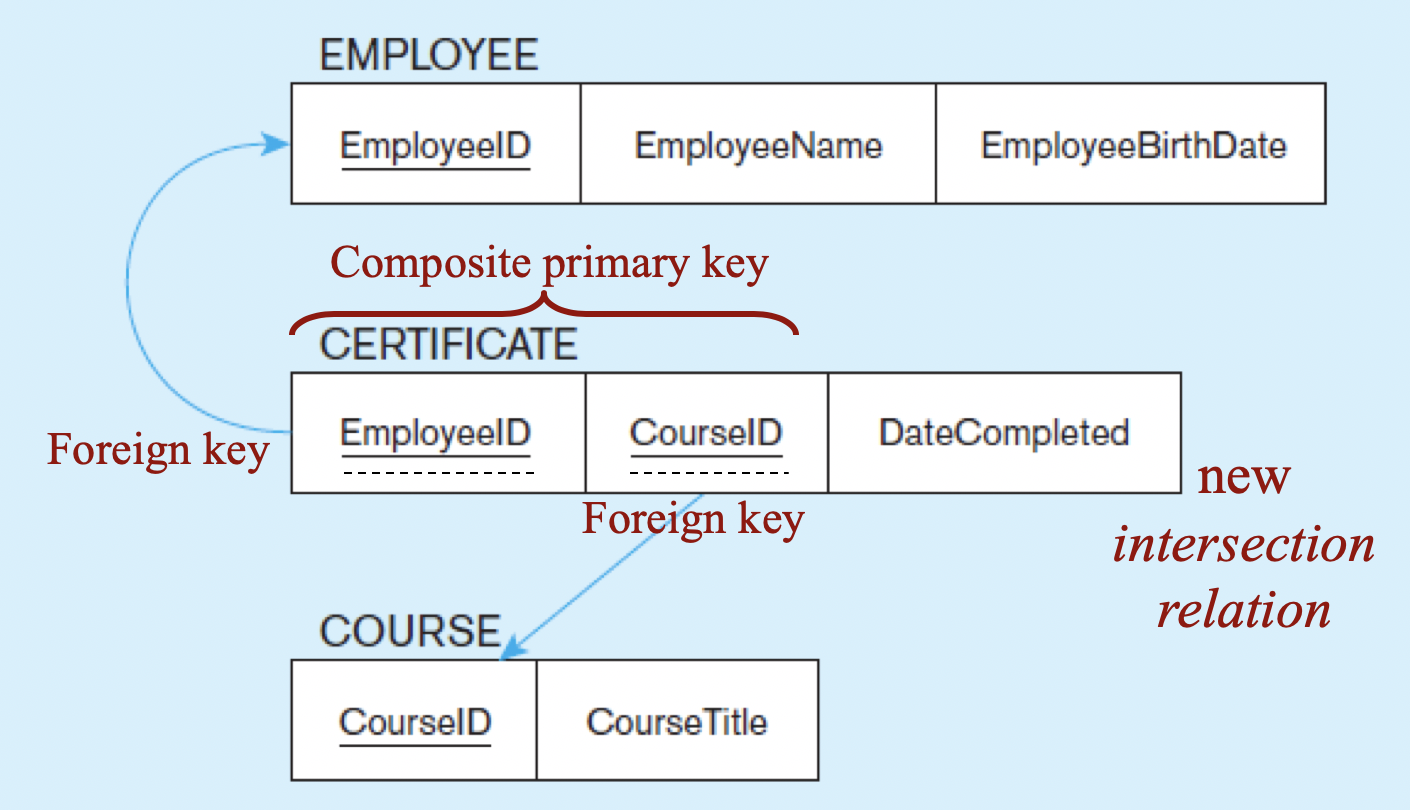 EMPLOYEE
EmployeeID EmployeeName EmployeeBirthDate
Composite primary key
CERTIFICATE
EmployeeID CourseID DateCompleted
Foreign key
Foreign key
new
intersection
relation
COURSE
CourseID CourseTitle